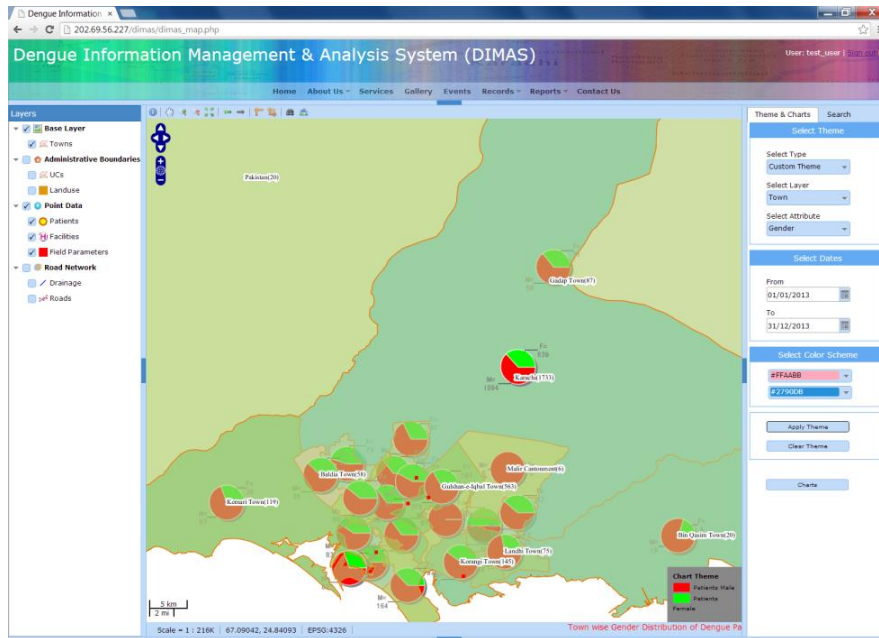 Dengue Information
202.69.56.227/dimas/dimas_map.php
Dengue Information Management & Analysis System (DIMAS)
User: test_user | Sign out
Home About Us Services Gallery Events Records Reports Contact Us
Layers
Base Layer
Towns
Administrative Boundaries
UCs
Landuse
Point Data
Patients
Facilities
Field Parameters
Road Network
Drainage
Roads
Pakistan(20)
Gadap Town(87)
Karachi(1733)
Malir Cantonment(6)
Baldia Town(58)
Gulshan-e-Iqbal Town(563)
Kemari Town(119)
Bin Qasim Town(20)
Landhi Town(75)
Korangi Town(145)
M=
164
5 km
2 mi
Chart Theme
Patients Male
Patients
Female
Scale = 1 : 216K 67.09042, 24.84093 EPSG:4326
Town wise Gender Distribution of Dengue Pa
Theme & Charts Search
Select Theme
Select Type
Custom Theme
Select Layer
Town
Select Attribute
Gender
Select Dates
From
01/01/2013
To
31/12/2013
Select Color Scheme
#FFAABB
#2790DB
Apply Theme
Clear Theme
Charts